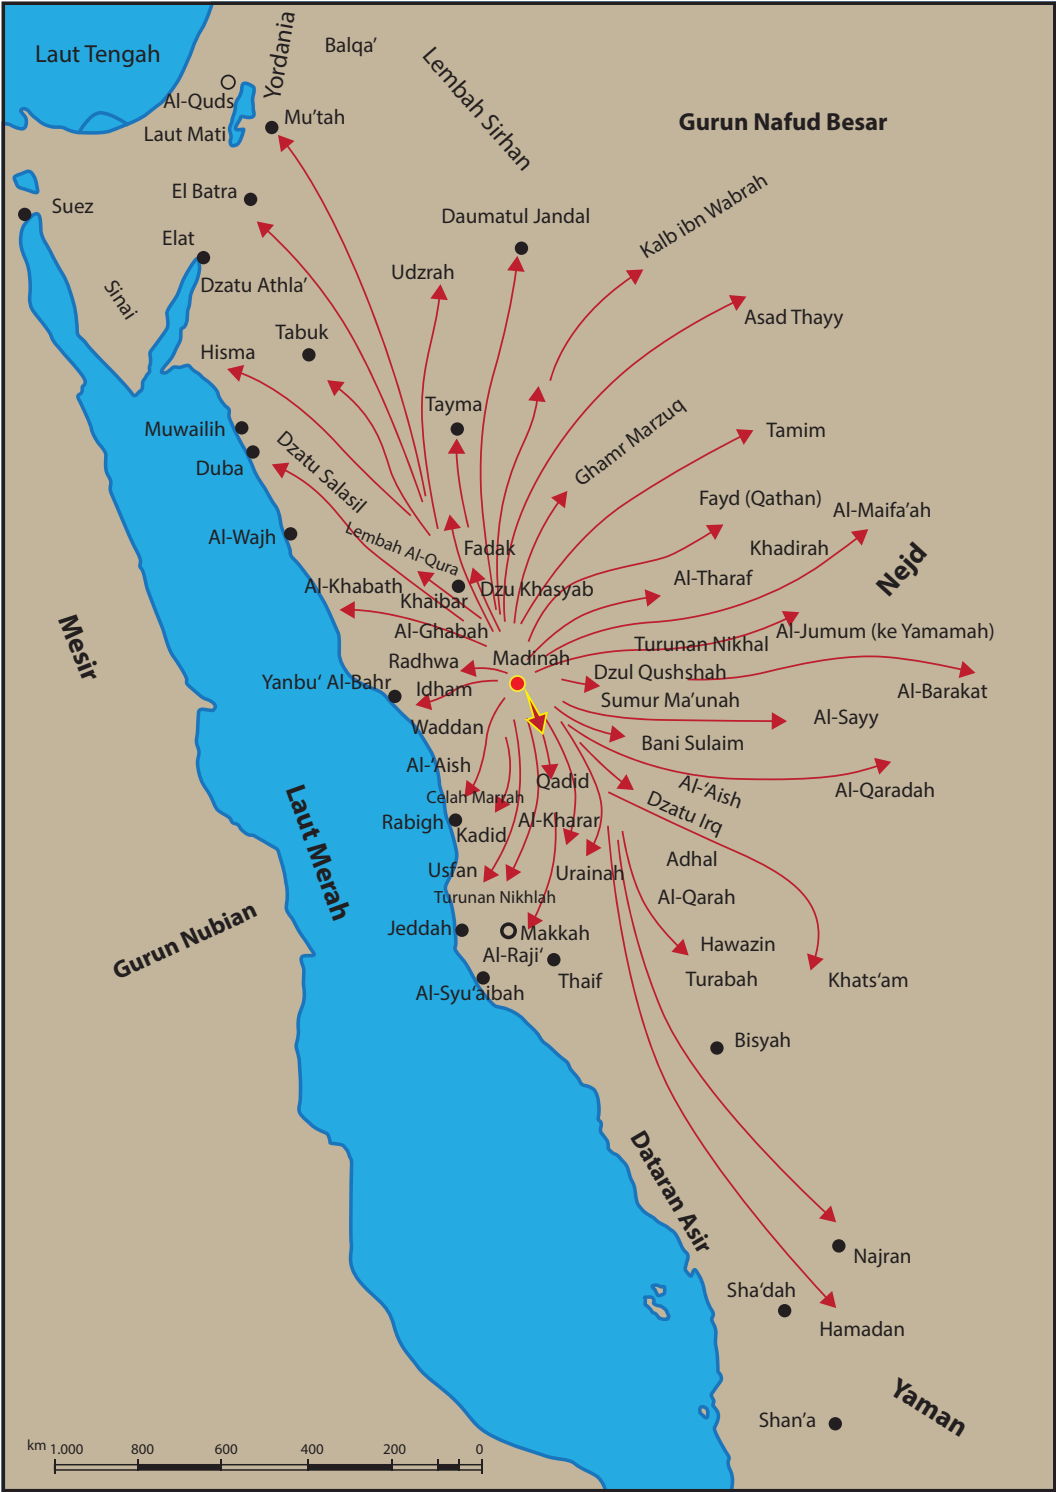 Laut Tengah
Yordania
Balqa’
Lembah Sirhan
Al-Quds
Laut Mati
Mu’tah
Gurun Nafud Besar
El Batra
Suez
Daumatul Jandal
Kalb ibn Wabrah
Elat
Udzrah
Sinai
Dzatu Athla’
Asad Thayy
Tabuk
Hisma
Tayma
Ghamr Marzuq
Muwailih
Tamim
Duba
Dzatu Salasil
Fayd (Qathan)
Al-Maifa’ah
Al-Wajh
Lembah Al-Qura
Fadak
Khadirah
Nejd
Al-Khabath
Khaibar
Dzu Khasyab
Al-Tharaf
Mesir
Al-Ghabah
Turunan Nikhal
Al-Jumum (ke Yamamah)
Radhwa
Madinah
Dzul Qushshah
Yanbu‘ Al-Bahr
Idham
Al-Barakat
Sumur Ma’unah
Waddan
Al-Sayy
Bani Sulaim
Al-‘Aish
Qadid
Al-‘Aish
Al-Qaradah
Celah Marrah
Dzatu Irq
Laut Merah
Rabigh
Kadid
Al-Kharar
Adhal
Usfan
Urainah
Turunan Nikhlah
Al-Qarah
Gurun Nubian
Jeddah
Makkah
Hawazin
Al-Raji‘
Thaif
Turabah
Khats‘am
Al-Syu‘aibah
Bisyah
Dataran Asir
Najran
Sha‘dah
Hamadan
Yaman
Shan’a
km 1.000 800 600 400 200 0